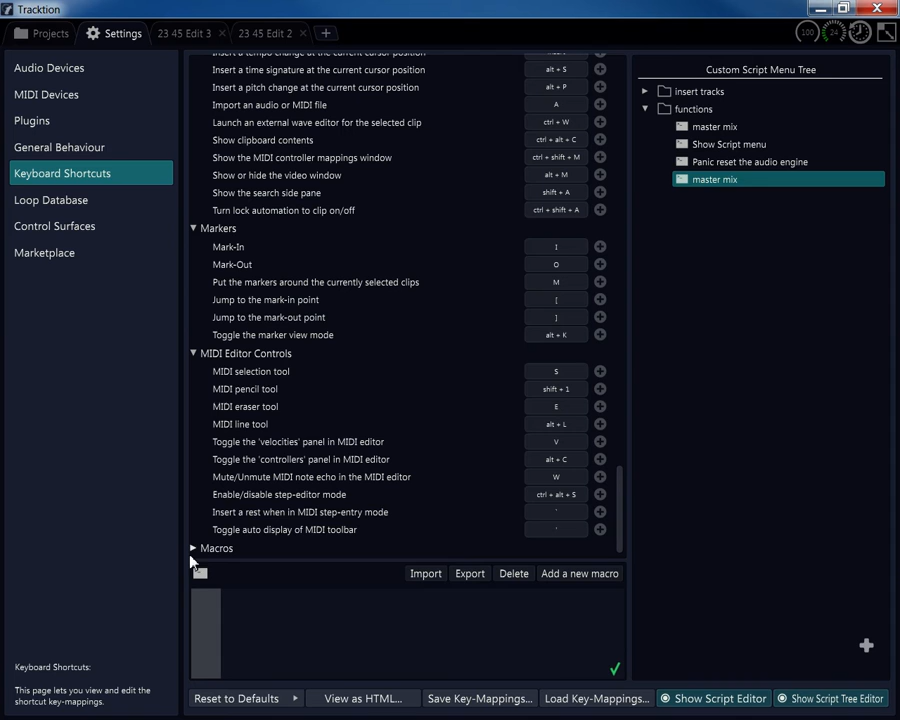 Tracktion
Projects
Settings
23 45 Edit 3
23 45 Edit 2
100
24
Audio Devices
MIDI Devices
Plugins
General Behaviour
Keyboard Shortcuts
Loop Database
Control Surfaces
Marketplace
Keyboard Shortcuts:
This page lets you view and edit the
shortcut key-mappings.
Insert a tempo change at the current cursor position
Insert a time signature at the current cursor position alt + S
Insert a pitch change at the current cursor position alt + P
Import an audio or MIDI file A
Launch an external wave editor for the selected clip ctrl + W
Show clipboard contents ctrl + alt + C
Show the MIDI controller mappings window ctrl + shift + M
Show or hide the video window alt + M
Show the search side pane shift + A
Turn lock automation to clip on/off ctrl + shift + A
Markers
Mark-In I
Mark-Out O
Put the markers around the currently selected clips M
Jump to the mark-in point [
Jump to the mark-out point ]
Toggle the marker view mode alt + K
MIDI Editor Controls
MIDI selection tool S
MIDI pencil tool shift + 1
MIDI eraser tool E
MIDI line tool alt + L
Toggle the 'velocities' panel in MIDI editor V
Toggle the 'controllers' panel in MIDI editor alt + C
Mute/Unmute MIDI note echo in the MIDI editor W
Enable/disable step-editor mode ctrl + alt + S
Insert a rest when in MIDI step-entry mode '
Toggle auto display of MIDI toolbar '
Macros
Import Export Delete Add a new macro
Reset to Defaults View as HTML... Save Key-Mappings... Load Key-Mappings... Show Script Editor Show Script Tree Editor
Custom Script Menu Tree
insert tracks
functions
master mix
Show Script menu
Panic reset the audio engine
master mix